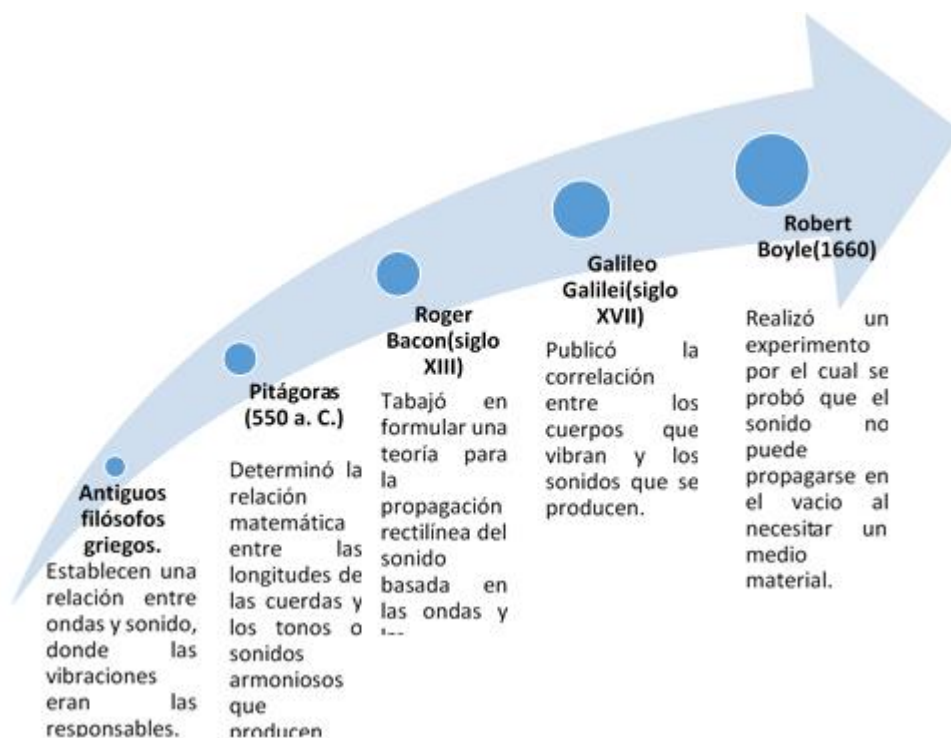 Antiguos
filósofos
griegos.
Establecen una
relación entre
ondas y sonido,
donde las
vibraciones
eran las
responsables.
Pitágoras
(550 a. C.)
Determinó la
relación
matemática
entre las
longitudes de
las cuerdas y
los tonos o
sonidos
armoniosos
que
producen
Roger
Bacon(siglo
XIII)
Tabajó en
formular una
teoría para
la
propagación
rectilínea del
sonido
basada en
las ondas y
Galileo
Galilei(siglo
XVII)
Publicó la
correlación
entre los
cuerpos que
vibran y los
sonidos que se
producen.
Robert
Boyle(1660)
Realizó un
experimento
por el cual se
probó que el
sonido no
puede
propagarse en
el vacio al
necesitar un
medio
material.